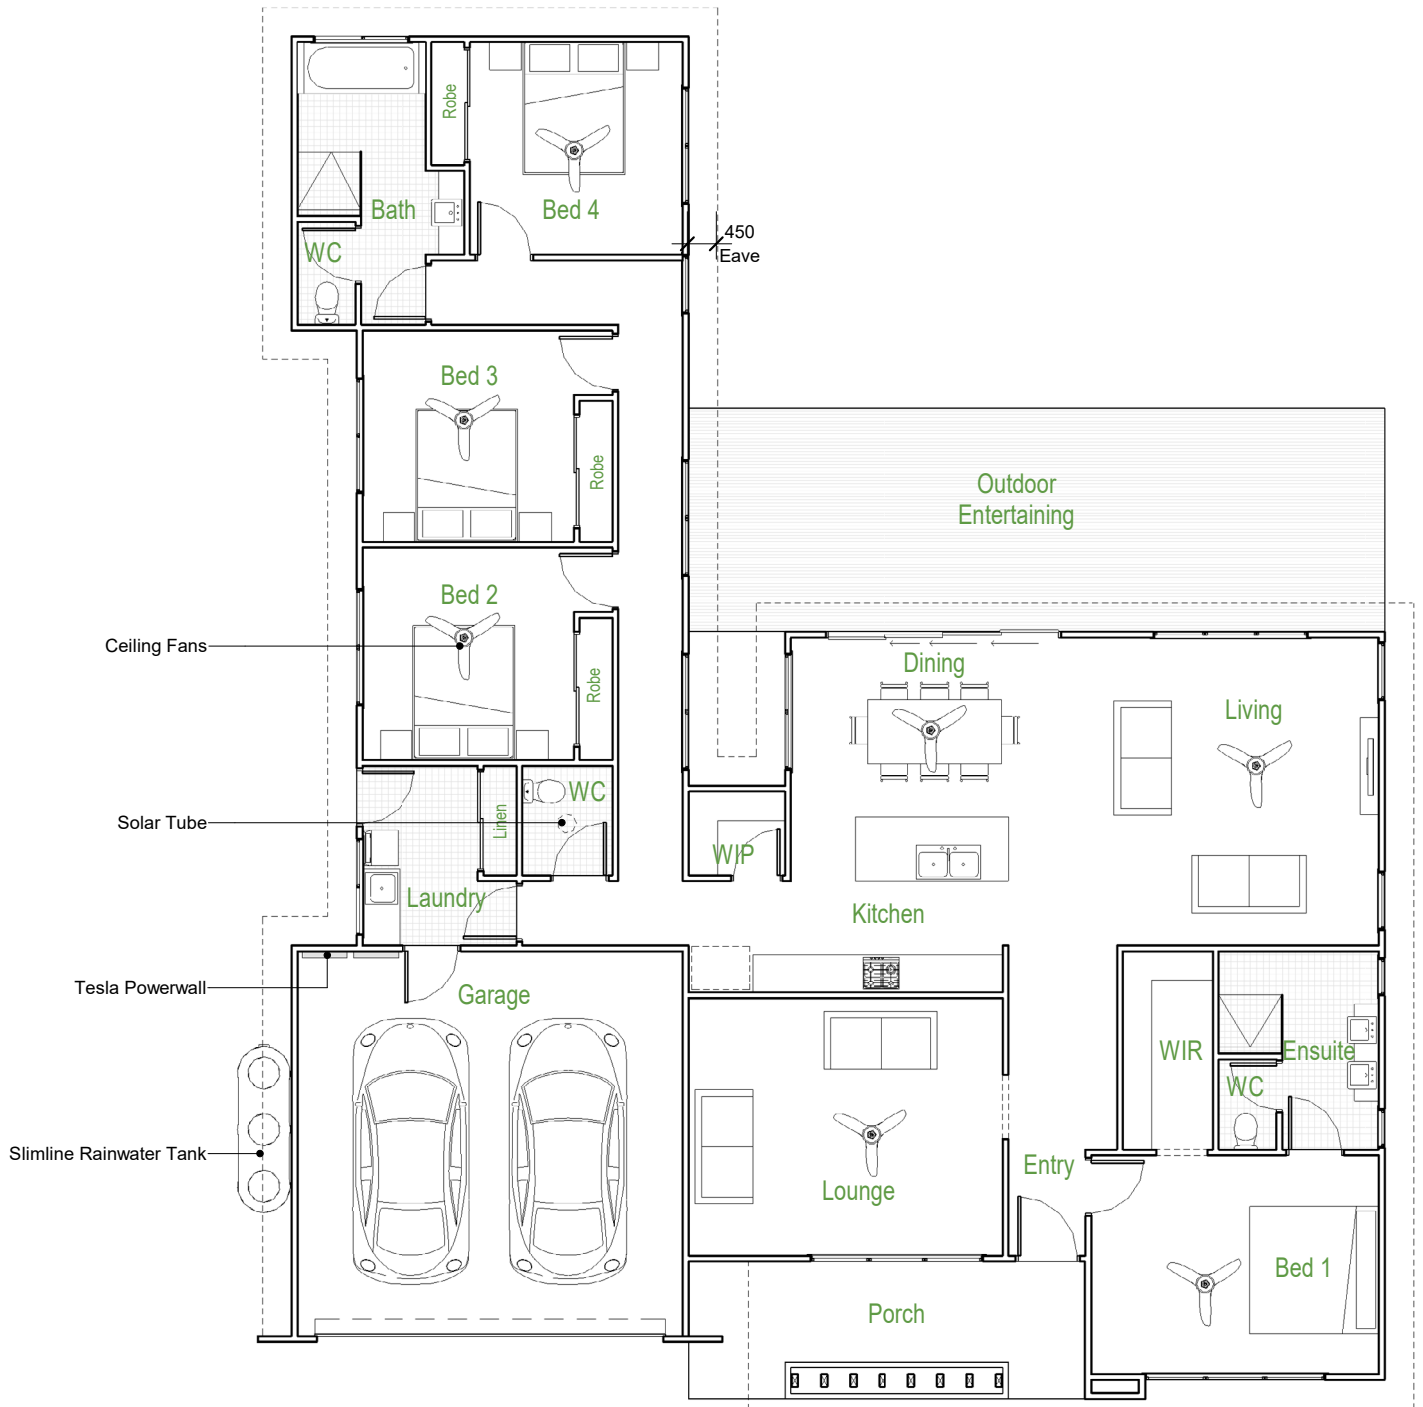 Robe
Bath
Bed 4
450
Eave
WC
Bed 3
Robe
Outdoor
Entertaining
Bed 2
Ceiling Fans
Robe
Dining
Living
WC
Linen
Solar Tube
WIP
Laundry
Kitchen
Tesla Powerwall
Garage
WIR
Ensuite
WC
Slimline Rainwater Tank
Entry
Lounge
Bed 1
Porch